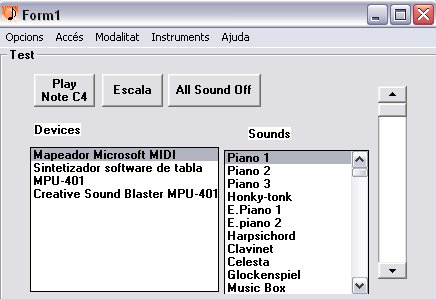 Form1
Opcions Accés Modalitat Instruments Ajuda
Test
Play
Note C4
Escala
All Sound Off
Devices
Mapeador Microsoft MIDI
Sintetizador software de tabla
MPU-401
Creative Sound Blaster MPU-401
Sounds
Piano 1
Piano 2
Piano 3
Honky-tonk
E.Piano 1
E.piano 2
Harpsichord
Clavinet
Celesta
Glockenspiel
Music Box